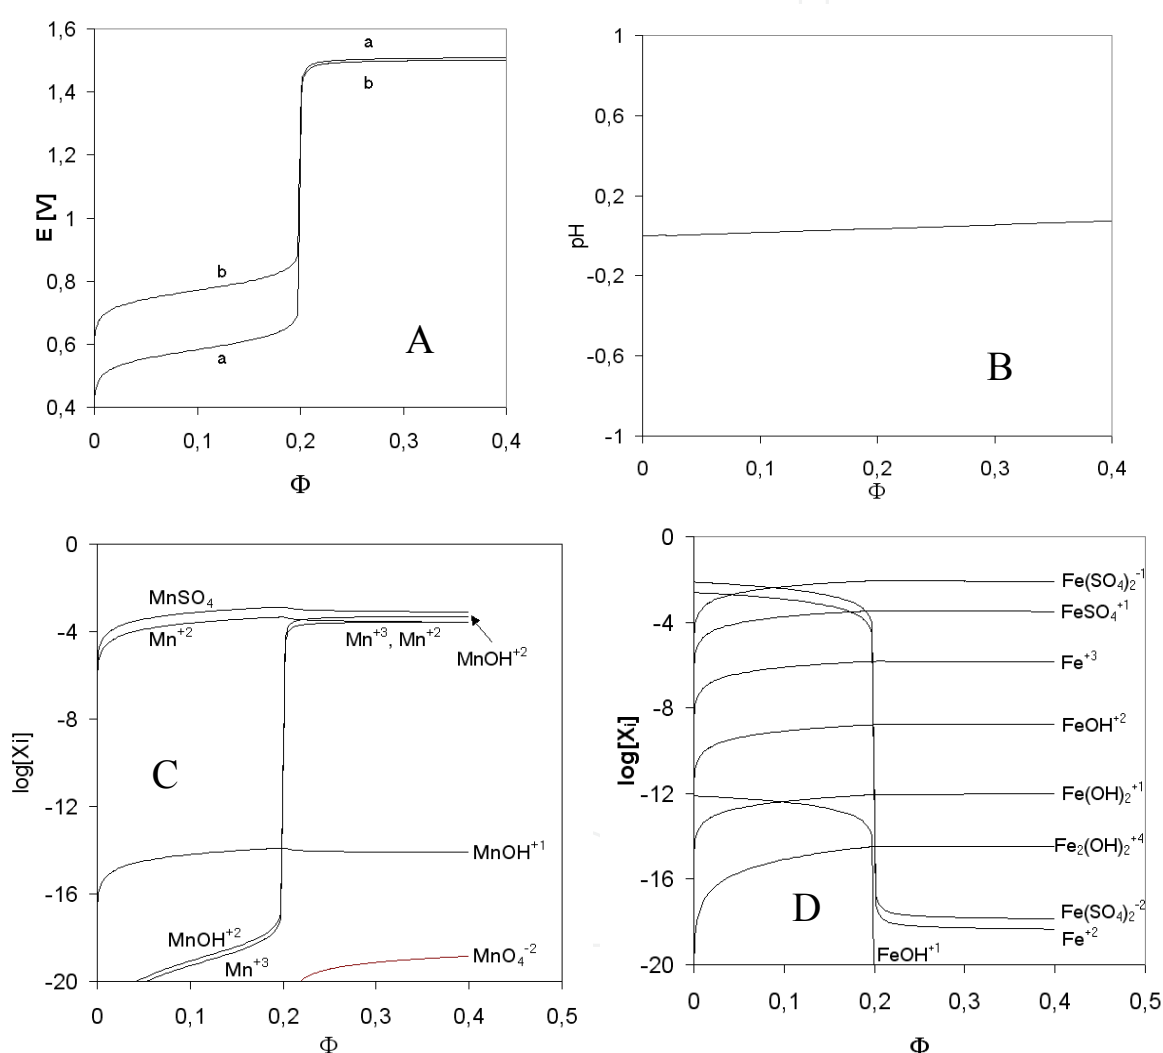 1,6
1,4
1,2
1
0,8
0,6
0,4
E [V]
0
0,1
0,2
0,3
0,4
Φ
a
b
b
a
A
1
0,6
0,2
-0,2
-0,6
-1
pH
0
0,1
0,2
0,3
0,4
Φ
B
0
-4
-8
-12
-16
-20
log[Xi]
MnSO₄
Mn⁺²
Mn⁺³, Mn⁺²
MnOH⁺²
C
MnOH⁺¹
MnOH⁺²
Mn⁺³
MnO₄⁻²
0
0,1
0,2
0,3
0,4
0,5
Φ
0
-4
-8
-12
-16
-20
log[Xi]
Fe(SO₄)₂⁻¹
FeSO₄⁺¹
Fe⁺³
FeOH⁺²
Fe(OH)₂⁺¹
Fe₂(OH)₂⁺⁴
D
Fe(SO₄)₂⁻²
Fe⁺²
FeOH⁺¹
0
0,1
0,2
0,3
0,4
0,5
Φ